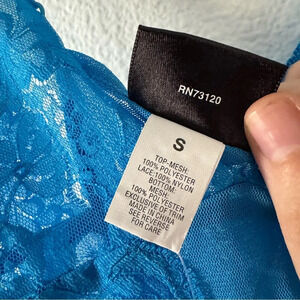 RN73120
S
TOP-MESH:
100% POLYESTER
LACE:100% NYLON
BOTTOM:
MESH:
100% POLYESTER
EXCLUSIVE OF TRIM
MADE IN CHINA
SEE REVERSE
FOR CARE